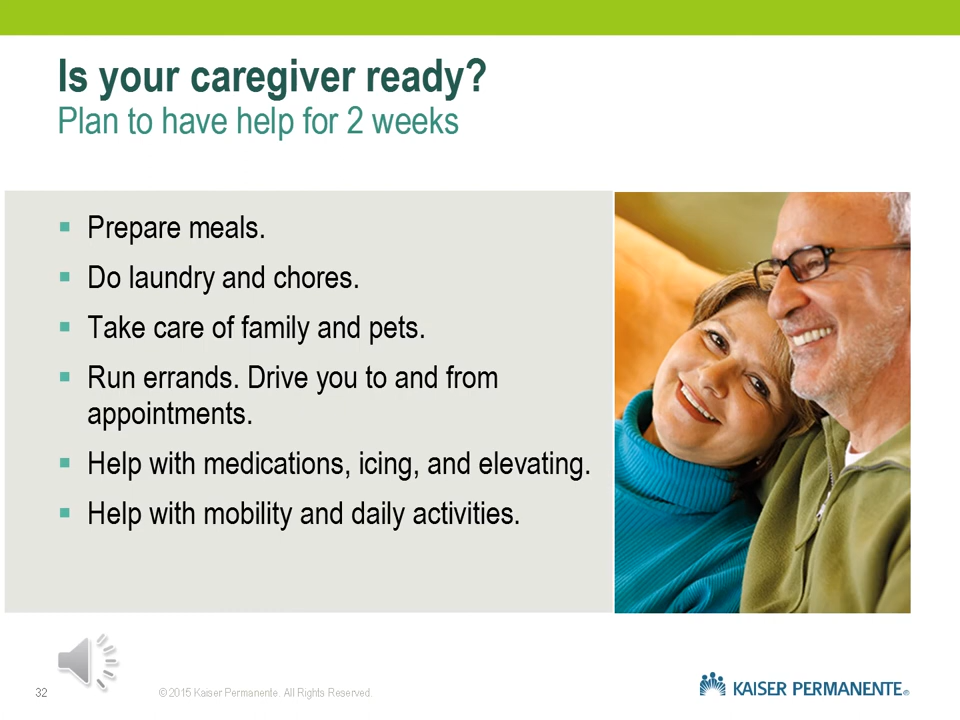 Is your caregiver ready?
Plan to have help for 2 weeks
▪ Prepare meals.
▪ Do laundry and chores.
▪ Take care of family and pets.
▪ Run errands. Drive you to and from
appointments.
▪ Help with medications, icing, and elevating.
▪ Help with mobility and daily activities.
32
© 2015 Kaiser Permanente. All Rights Reserved.
KAISER PERMANENTE®